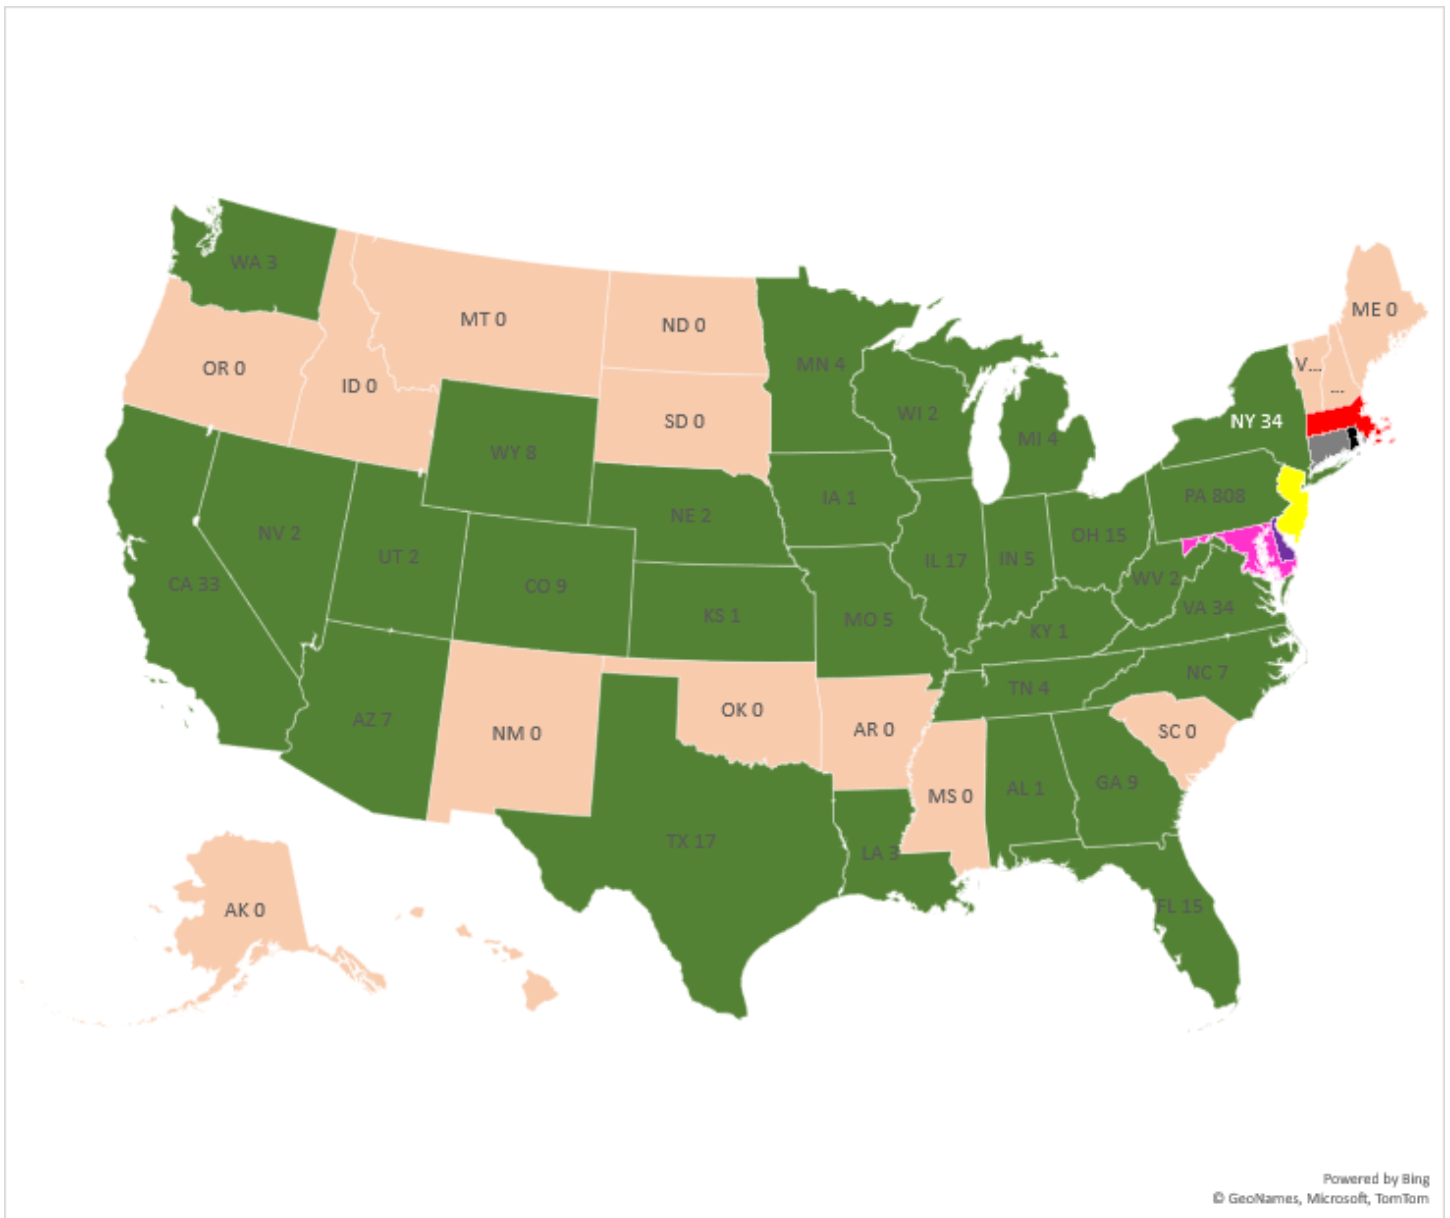 WA 3
MT 0
ND 0
ME 0
OR 0
ID 0
MN 4
V...
...
SD 0
WI 2
NY 34
MI 4
WY 8
IA 1
PA 808
NE 2
NV 2
UT 2
OH 15
IL 17
IN 5
CA 33
CO 9
WV 2
KS 1
MO 5
VA 34
KY 1
NC 7
TN 4
AZ 7
NM 0
OK 0
AR 0
SC 0
MS 0
AL 1
GA 9
TX 17
LA 3
AK 0
FL 15
Powered by Bing
© GeoNames, Microsoft, TomTom